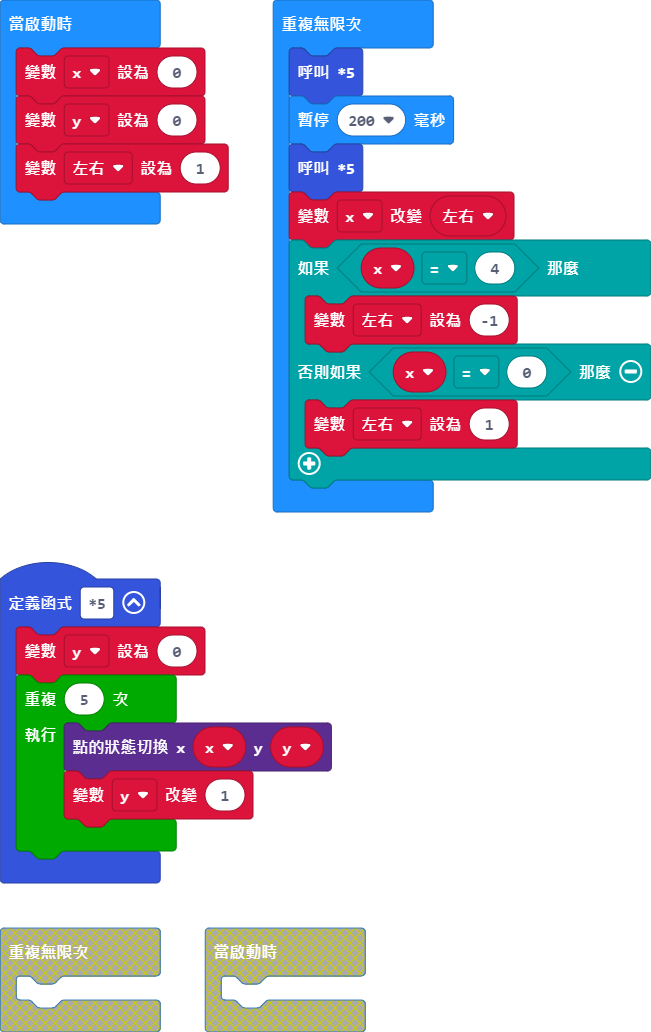 當啟動時
變數 x 設為 0
變數 y 設為 0
變數 左右 設為 1
重複無限次
呼叫 *5
暫停 200 毫秒
呼叫 *5
變數 x 改變 左右
如果 x = 4 那麼
變數 左右 設為 -1
否則如果 x = 0 那麼
變數 左右 設為 1
定義函式 *5
變數 y 設為 0
重複 5 次
執行 點的狀態切換 x x y y
變數 y 改變 1
重複無限次
當啟動時